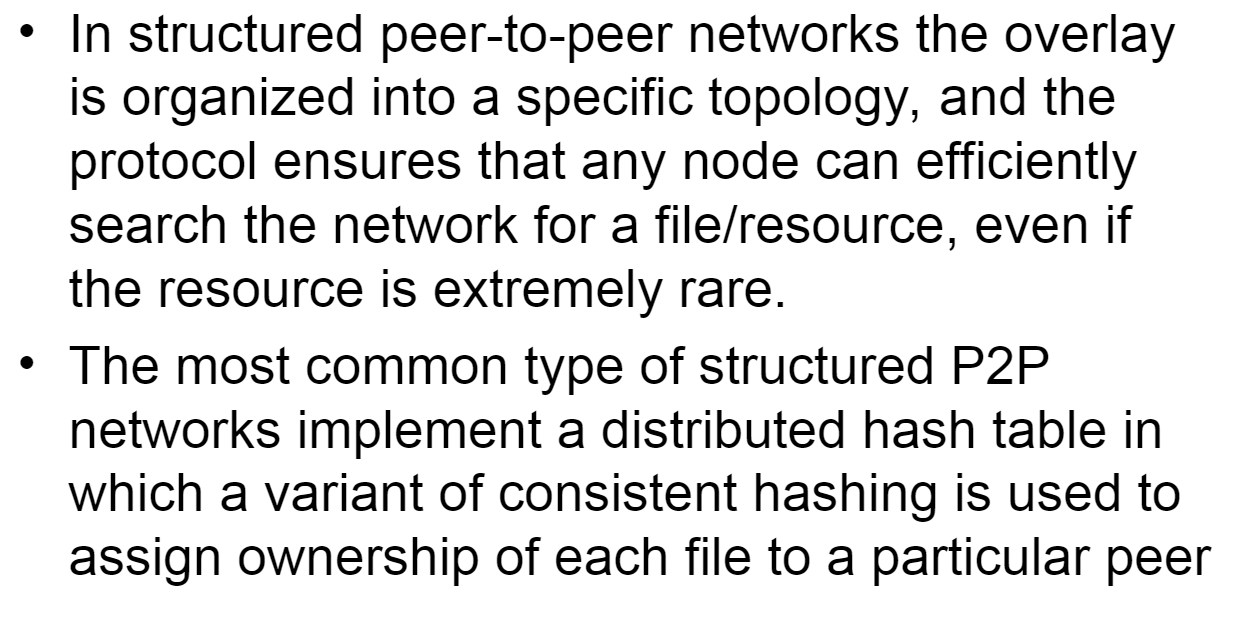 • In structured peer-to-peer networks the overlay
is organized into a specific topology, and the
protocol ensures that any node can efficiently
search the network for a file/resource, even if
the resource is extremely rare.
• The most common type of structured P2P
networks implement a distributed hash table in
which a variant of consistent hashing is used to
assign ownership of each file to a particular peer